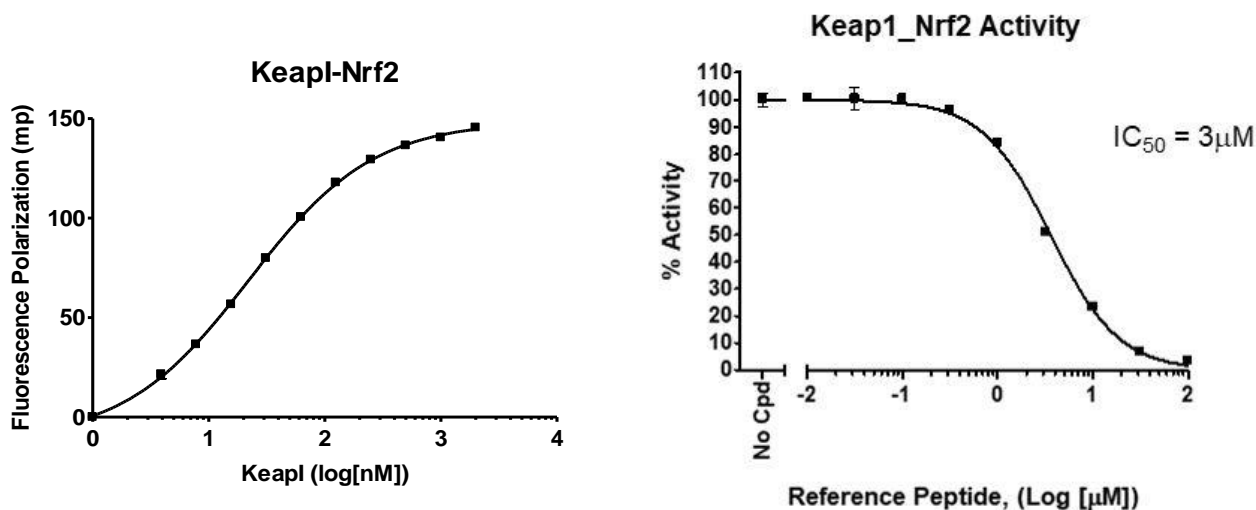 KeapI-Nrf2
Fluorescence Polarization (mp)
150
100
50
0
0 1 2 3 4
KeapI (log[nM])
Keap1_Nrf2 Activity
% Activity
110
100
90
80
70
60
50
40
30
20
10
0
IC50 = 3μM
No Cpd -2 -1 0 1 2
Reference Peptide, (Log [μM])